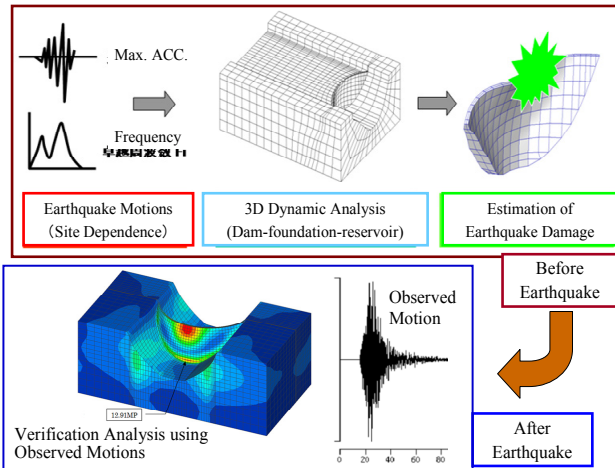 Max. ACC.
Frequency
Earthquake Motions
（Site Dependence）
3D Dynamic Analysis
(Dam-foundation-reservoir)
Estimation of
Earthquake Damage
Before
Earthquake
Observed
Motion
12.91MP
Verification Analysis using
Observed Motions
0 20 40 60 80
After
Earthquake